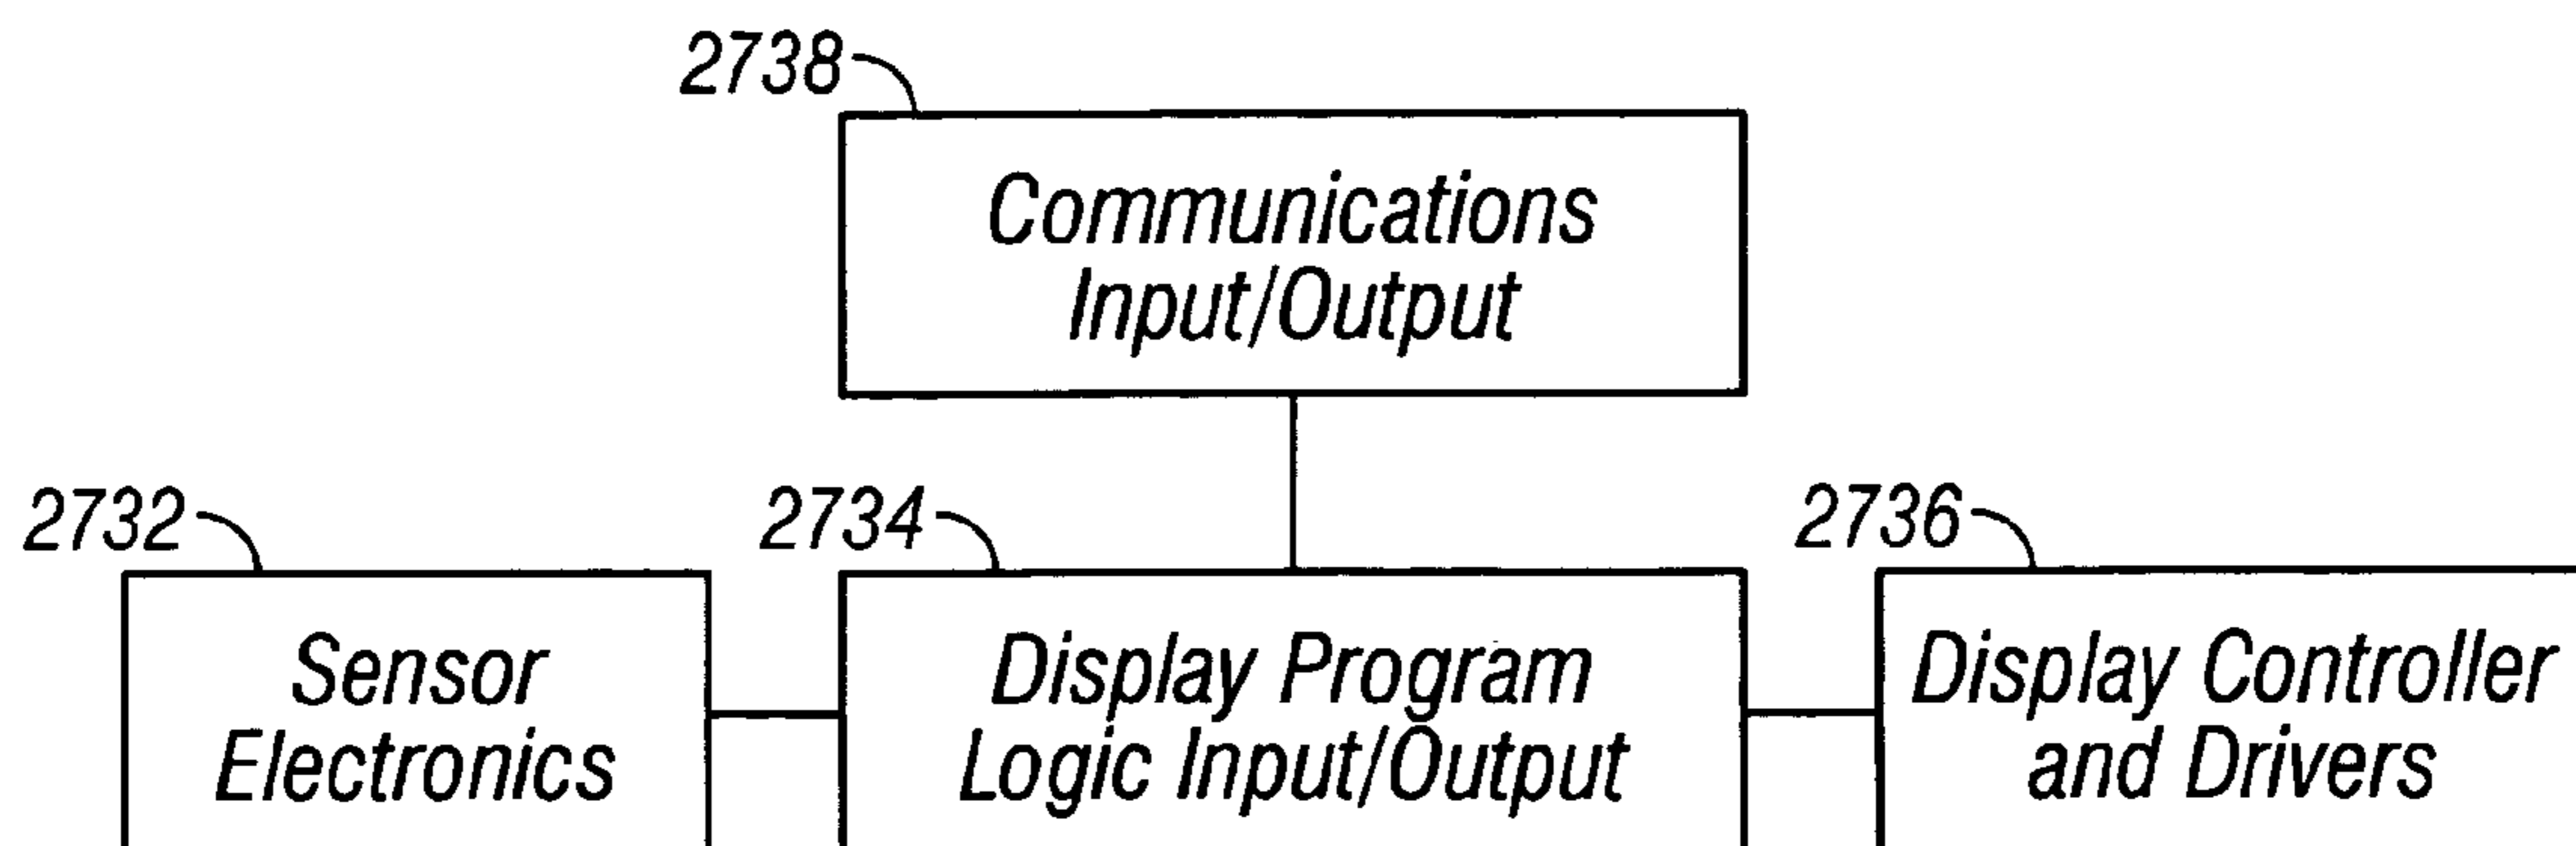 2738
Communications
Input/Output
2732
2734
2736
Sensor
Electronics
Display Program
Logic Input/Output
Display Controller
and Drivers